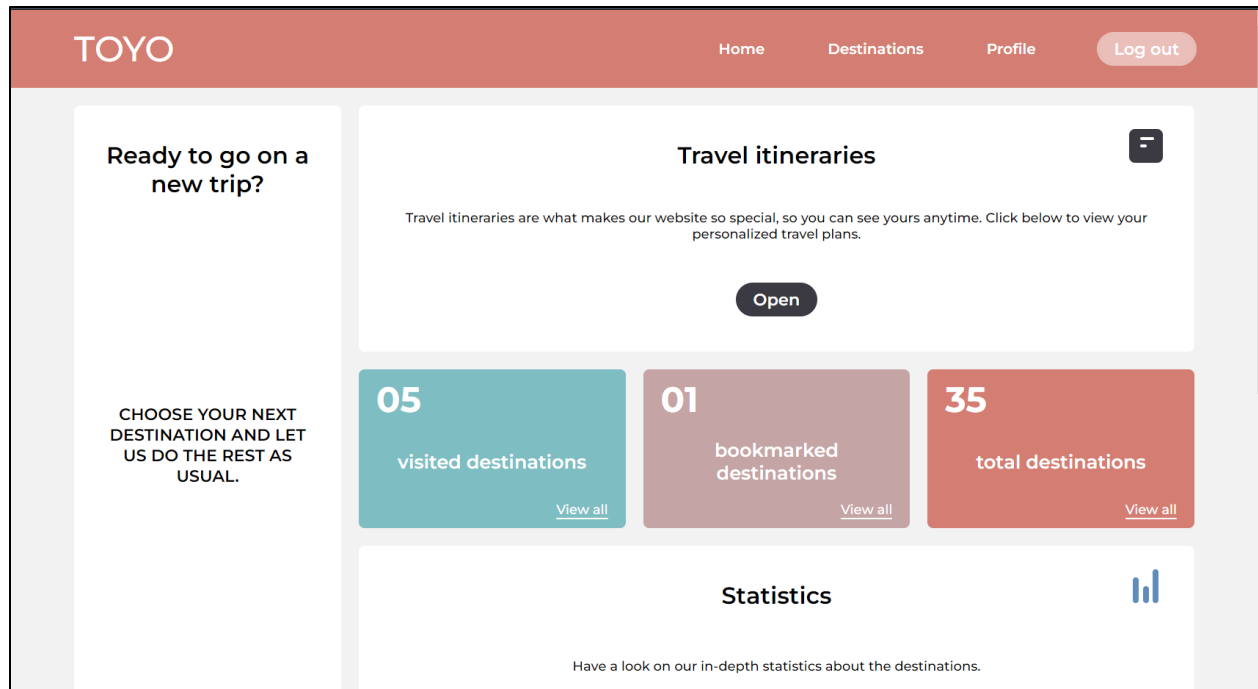 TOYO
Home
Destinations
Profile
Log out
Ready to go on a
new trip?
CHOOSE YOUR NEXT
DESTINATION AND LET
US DO THE REST AS
USUAL.
Travel itineraries
Travel itineraries are what makes our website so special, so you can see yours anytime. Click below to view your
personalized travel plans.
Open
05
visited destinations
View all
01
bookmarked
destinations
View all
35
total destinations
View all
Statistics
Have a look on our in-depth statistics about the destinations.